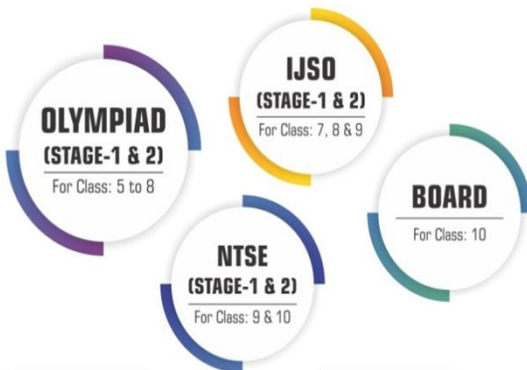 OLYMPIAD
(STAGE-1 & 2)
For Class: 5 to 8
IJSO
(STAGE-1 & 2)
For Class: 7, 8 & 9
NTSE
(STAGE-1 & 2)
For Class: 9 & 10
BOARD
For Class: 10